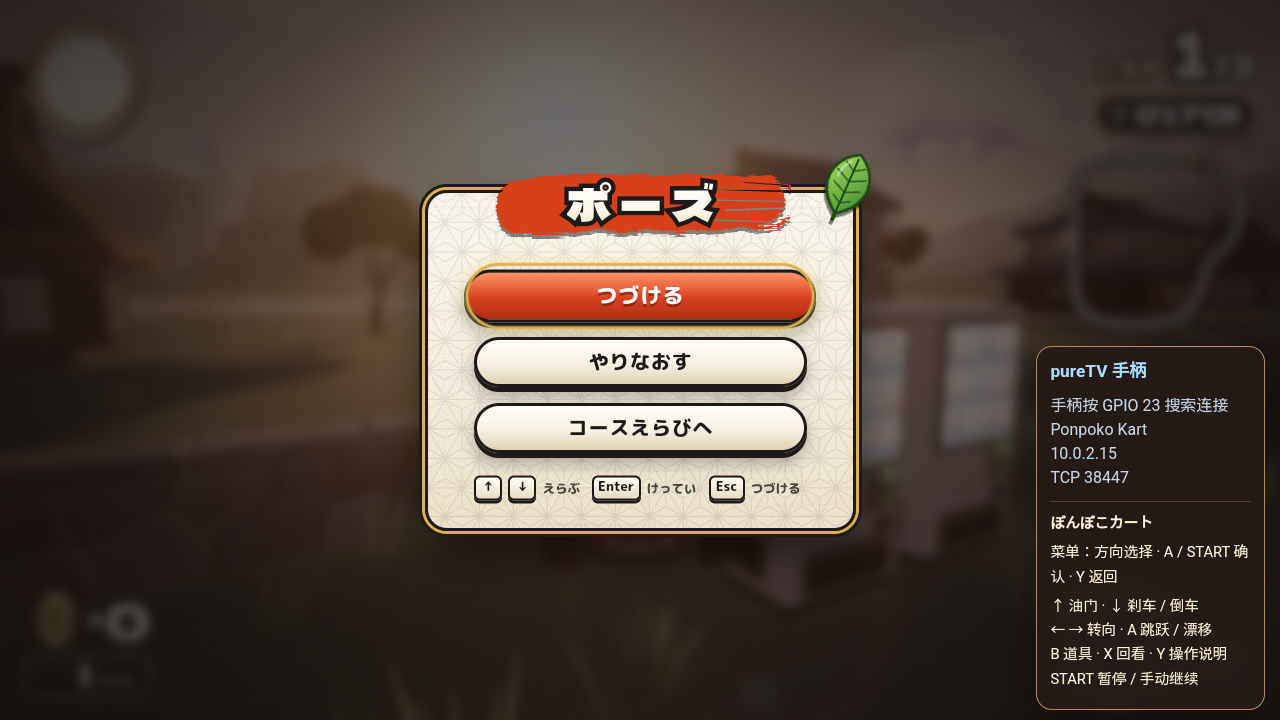 1
ポーズ
つづける
やりなおす
コースえらびへ
↑ ↓ えらぶ Enter けってい Esc つづける
pureTV 手柄
手柄按 GPIO 23 搜索连接
Ponpoko Kart
10.0.2.15
TCP 38447
ぽんぽこカート
菜单：方向选择 · A / START 确
认 · Y 返回
↑ 油门 · ↓ 刹车 / 倒车
← → 转向 · A 跳跃 / 漂移
B 道具 · X 回看 · Y 操作说明
START 暂停 / 手动继续